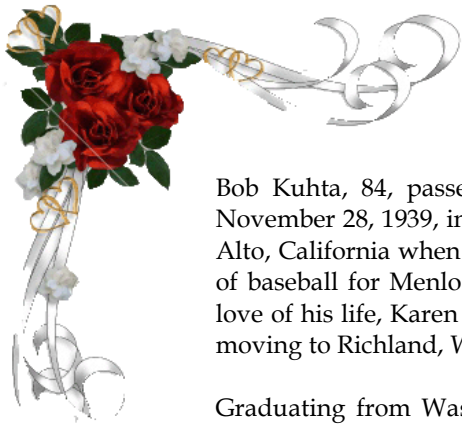 Bob Kuhta, 84, passe
November 28, 1939, in
Alto, California when
of baseball for Menlo
love of his life, Karen
moving to Richland, W
Graduating from Was